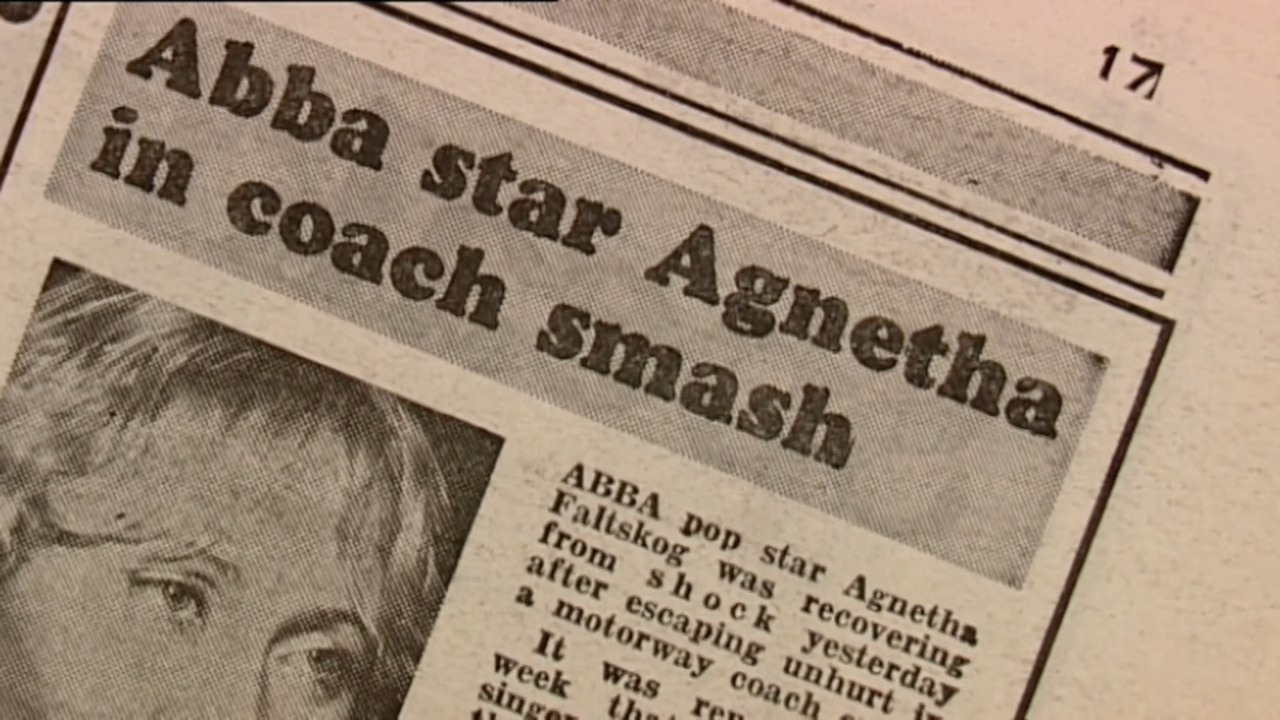 17
Abba star Agnetha
in coach smash
ABBA pop star Agnetha
Faltskog was recovering
from shock yesterday
after escaping unhurt in
a motorway coach
It was
week
singer